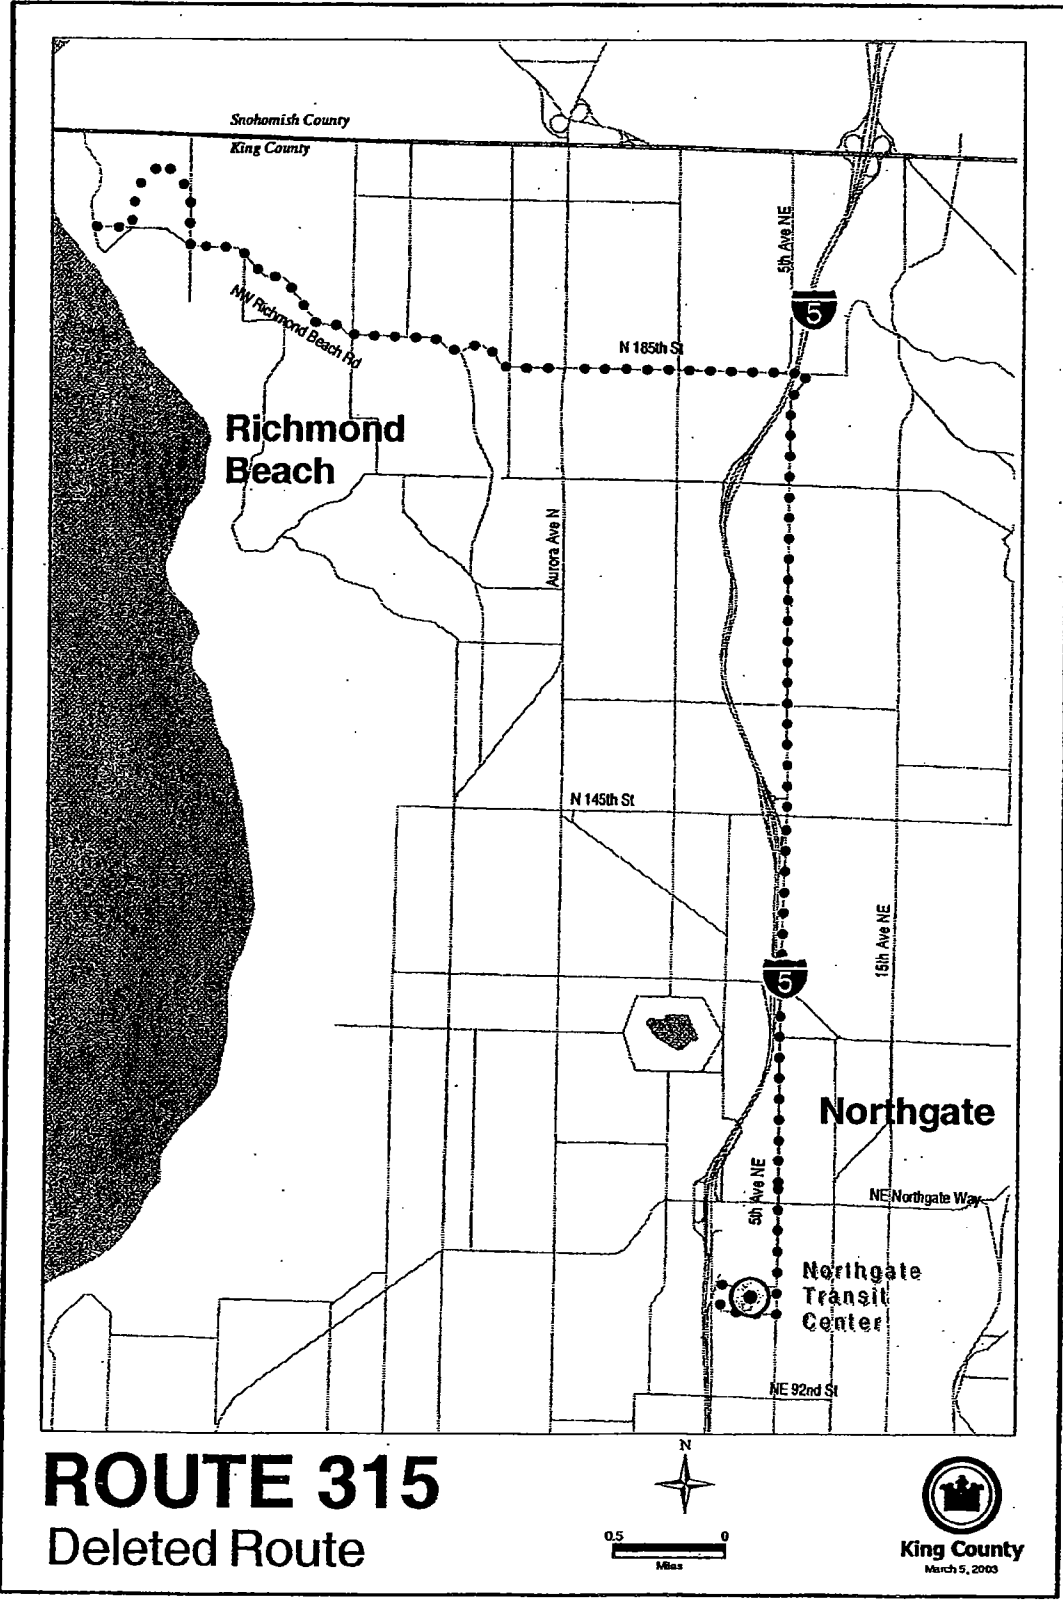 Snohomish County
King County
5th Ave NE
5
NW Richmond Beach Rd
N 185th St
Richmond
Beach
Aurora Ave N
N 145th St
15th Ave NE
5
Northgate
5th Ave NE
NE Northgate Way
Northgate
Transit
Center
NE 92nd St
ROUTE 315
Deleted Route
N
0.5 0
Miles
King County
March 5, 2003